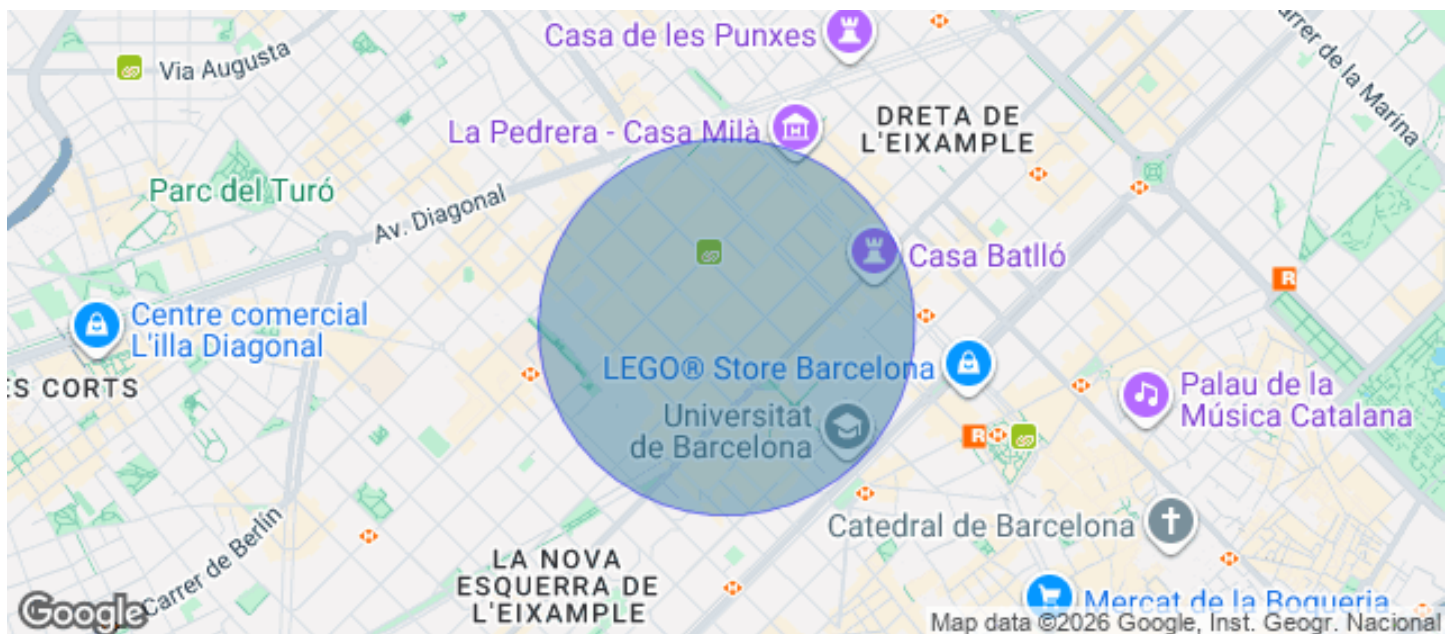 Casa de les Punxes
Via Augusta
Carrer de la Marina
La Pedrera - Casa Milà
DRETA DE
L'EIXAMPLE
Parc del Turó
Av. Diagonal
Casa Batlló
R
Centre comercial
L'illa Diagonal
LEGO® Store Barcelona
ES CORTS
Universitat
de Barcelona
Palau de la
Música Catalana
R
Catedral de Barcelona
Carrer de Berlín
LA NOVA
ESQUERRA DE
L'EIXAMPLE
Mercat de la Boqueria
Google
Map data ©2026 Google, Inst. Geogr. Nacional